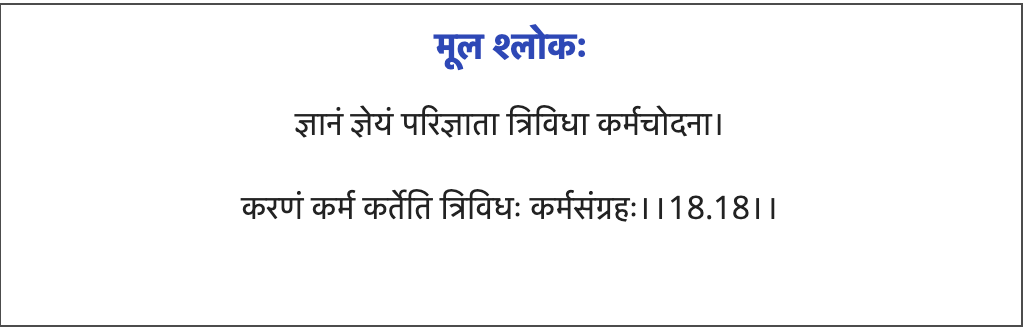 मूल श्लोकः
ज्ञानं ज्ञेयं परिज्ञाता त्रिविधा कर्मचोदना।
करणं कर्म कर्तेति त्रिविधः कर्मसंग्रहः।।18.18।।